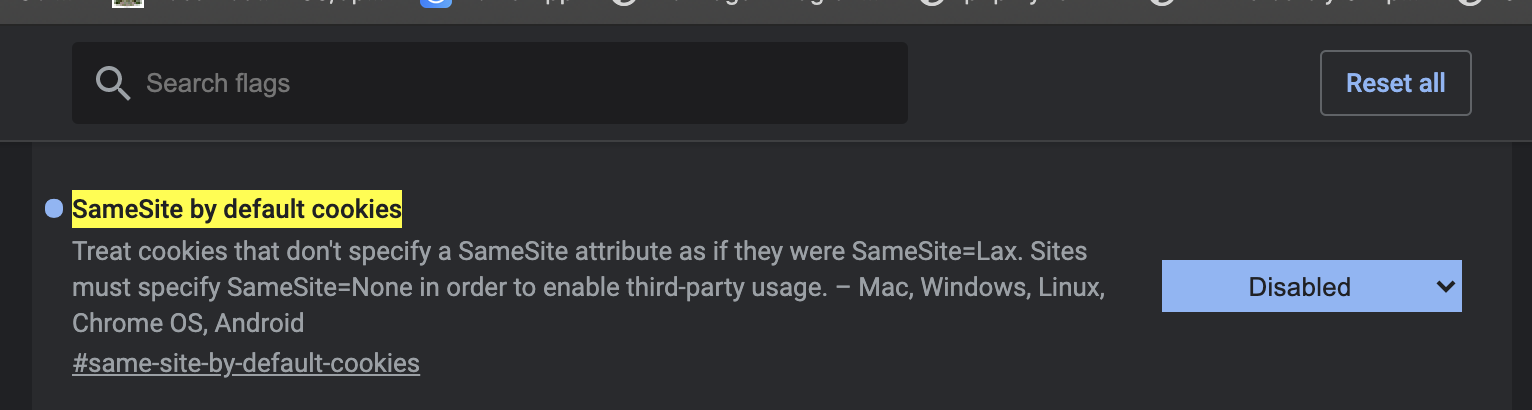 Search flags
Reset all
SameSite by default cookies
Treat cookies that don't specify a SameSite attribute as if they were SameSite=Lax. Sites
must specify SameSite=None in order to enable third-party usage. – Mac, Windows, Linux,
Chrome OS, Android
Disabled
#same-site-by-default-cookies